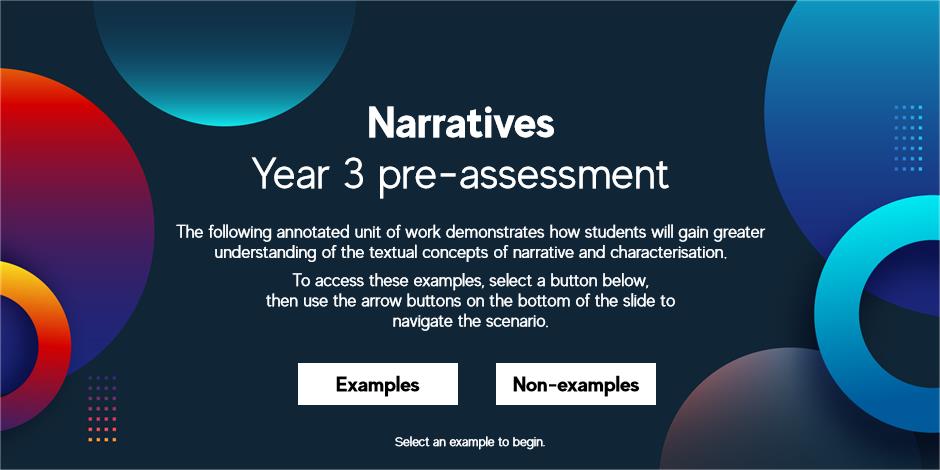 Narratives
Year 3 pre-assessment
The following annotated unit of work demonstrates how students will gain greater
understanding of the textual concepts of narrative and characterisation.
To access these examples, select a button below,
then use the arrow buttons on the bottom of the slide to
navigate the scenario.
Examples
Non-examples
Select an example to begin.